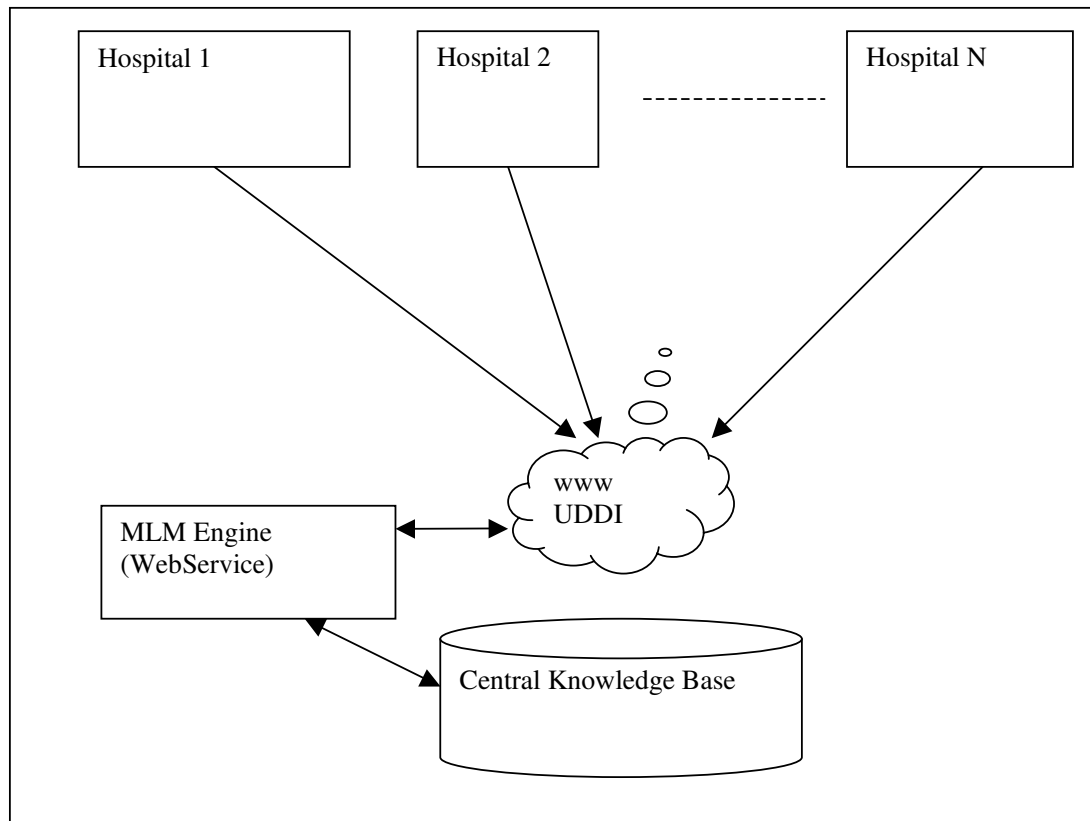 Hospital 1
Hospital 2
Hospital N
www
UDDI
MLM Engine
(WebService)
Central Knowledge Base